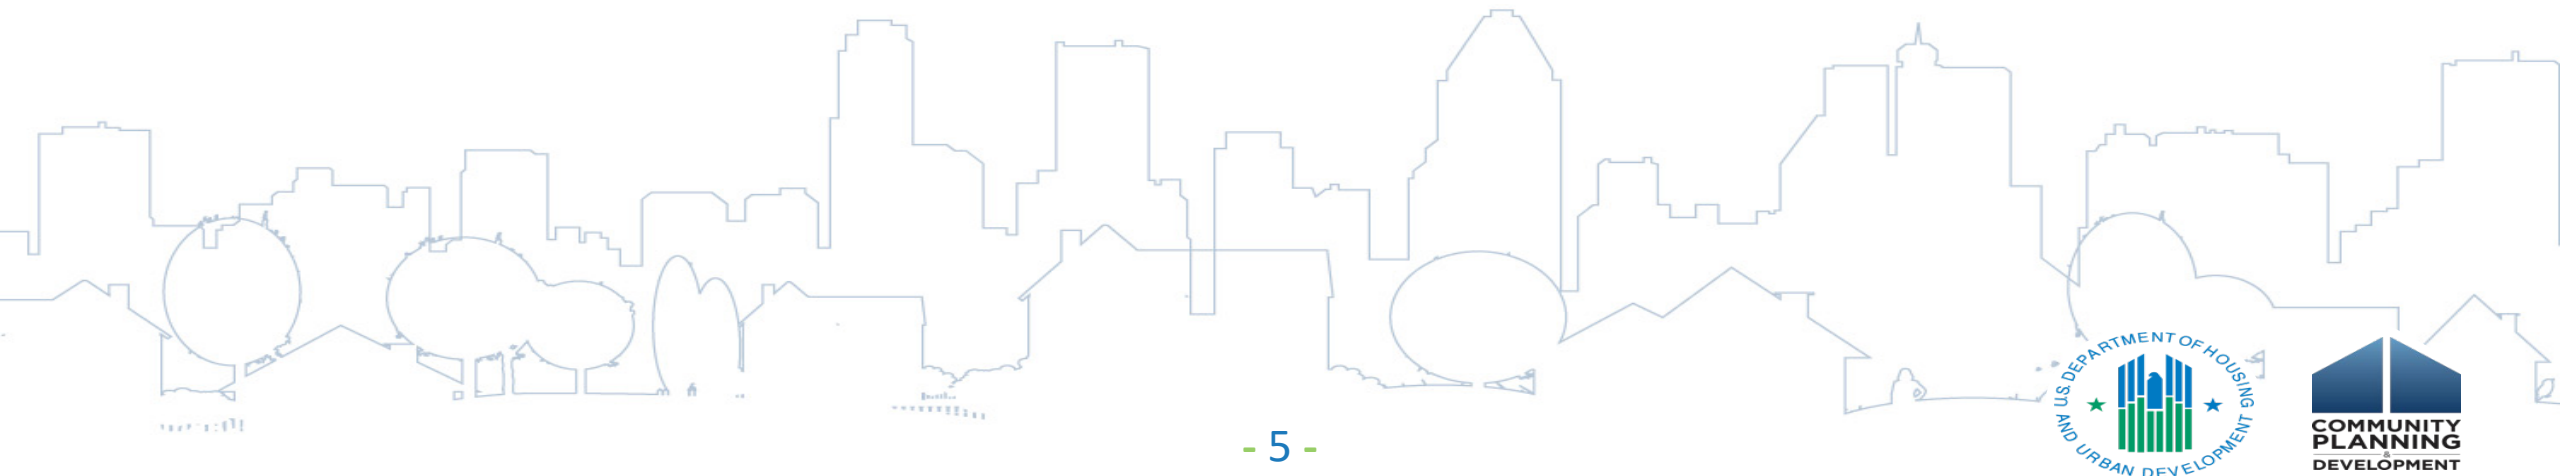 - 5 -
U.S. DEPARTMENT OF HOUSING
AND URBAN DEVELOPMENT
COMMUNITY
PLANNING
&
DEVELOPMENT